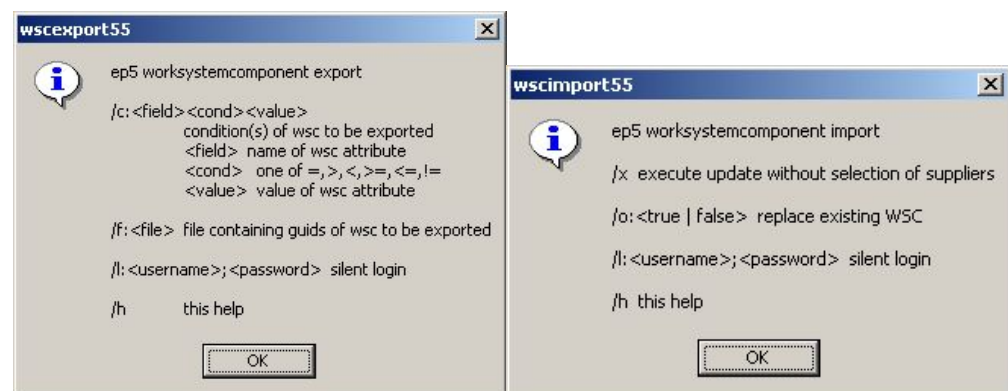 wscexport55
ep5 worksystemcomponent export
/c:<field><cond><value>
condition(s) of wsc to be exported
<field> name of wsc attribute
<cond> one of =,>,<,>=,<=,!=
<value> value of wsc attribute
/f:<file> file containing guids of wsc to be exported
/l:<username>;<password> silent login
/h this help
OK
wscimport55
ep5 worksystemcomponent import
/x execute update without selection of suppliers
/o:<true | false> replace existing WSC
/l:<username>;<password> silent login
/h this help
OK